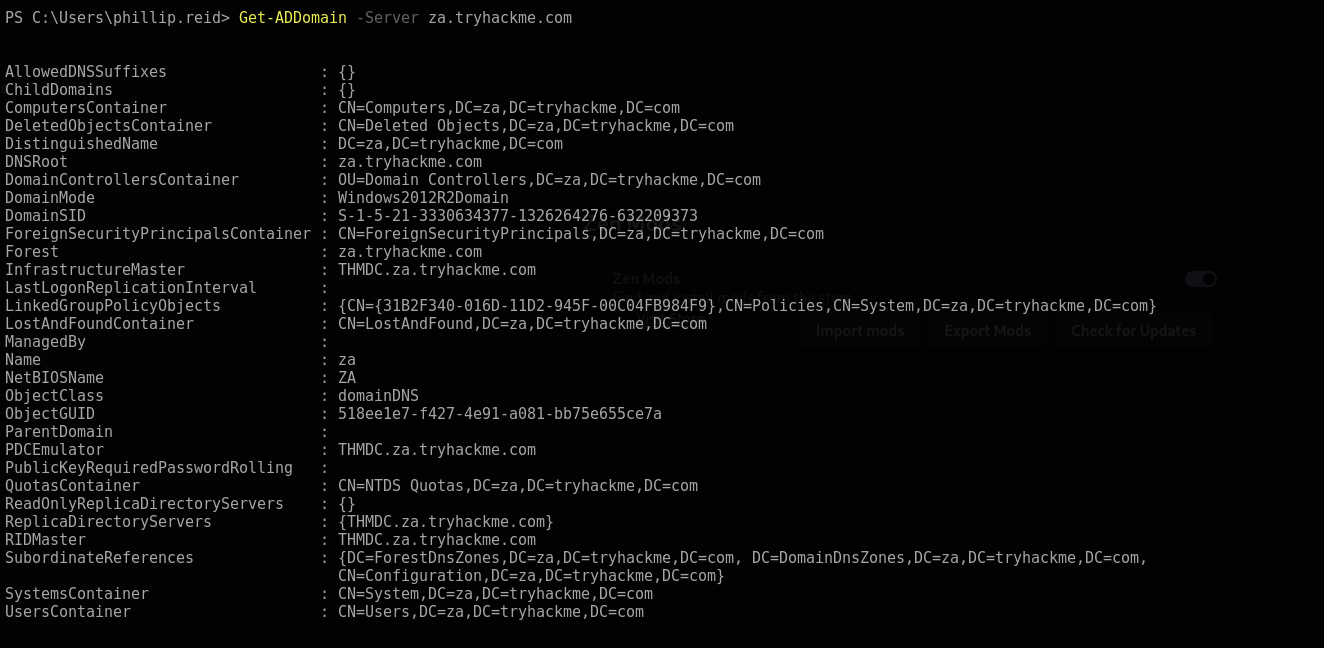 PS C:\Users\phillip.reid> Get-ADDomain -Server za.tryhackme.com
AllowedDNSSuffixes : {}
ChildDomains : {}
ComputersContainer : CN=Computers,DC=za,DC=tryhackme,DC=com
DeletedObjectsContainer : CN=Deleted Objects,DC=za,DC=tryhackme,DC=com
DistinguishedName : DC=za,DC=tryhackme,DC=com
DNSRoot : za.tryhackme.com
DomainControllersContainer : OU=Domain Controllers,DC=za,DC=tryhackme,DC=com
DomainMode : Windows2012R2Domain
DomainSID : S-1-5-21-3330634377-1326264276-632209373
ForeignSecurityPrincipalsContainer : CN=ForeignSecurityPrincipals,DC=za,DC=tryhackme,DC=com
Forest : za.tryhackme.com
InfrastructureMaster : THMDC.za.tryhackme.com
Zen Mods
LastLogonReplicationInterval :
LinkedGroupPolicyObjects : {CN={31B2F340-016D-11D2-945F-00C04FB984F9},CN=Policies,CN=System,DC=za,DC=tryhackme,DC=com}
LostAndFoundContainer : CN=LostAndFound,DC=za,DC=tryhackme,DC=com
Import mods Export Mods Check for Updates
ManagedBy :
Name : za
NetBIOSName : ZA
ObjectClass : domainDNS
ObjectGUID : 518ee1e7-f427-4e91-a081-bb75e655ce7a
ParentDomain :
PDCEmulator : THMDC.za.tryhackme.com
PublicKeyRequiredPasswordRolling :
QuotasContainer : CN=NTDS Quotas,DC=za,DC=tryhackme,DC=com
ReadOnlyReplicaDirectoryServers : {}
ReplicaDirectoryServers : {THMDC.za.tryhackme.com}
RIDMaster : THMDC.za.tryhackme.com
SubordinateReferences : {DC=ForestDnsZones,DC=za,DC=tryhackme,DC=com, DC=DomainDnsZones,DC=za,DC=tryhackme,DC=com,
CN=Configuration,DC=za,DC=tryhackme,DC=com}
SystemsContainer : CN=System,DC=za,DC=tryhackme,DC=com
UsersContainer : CN=Users,DC=za,DC=tryhackme,DC=com